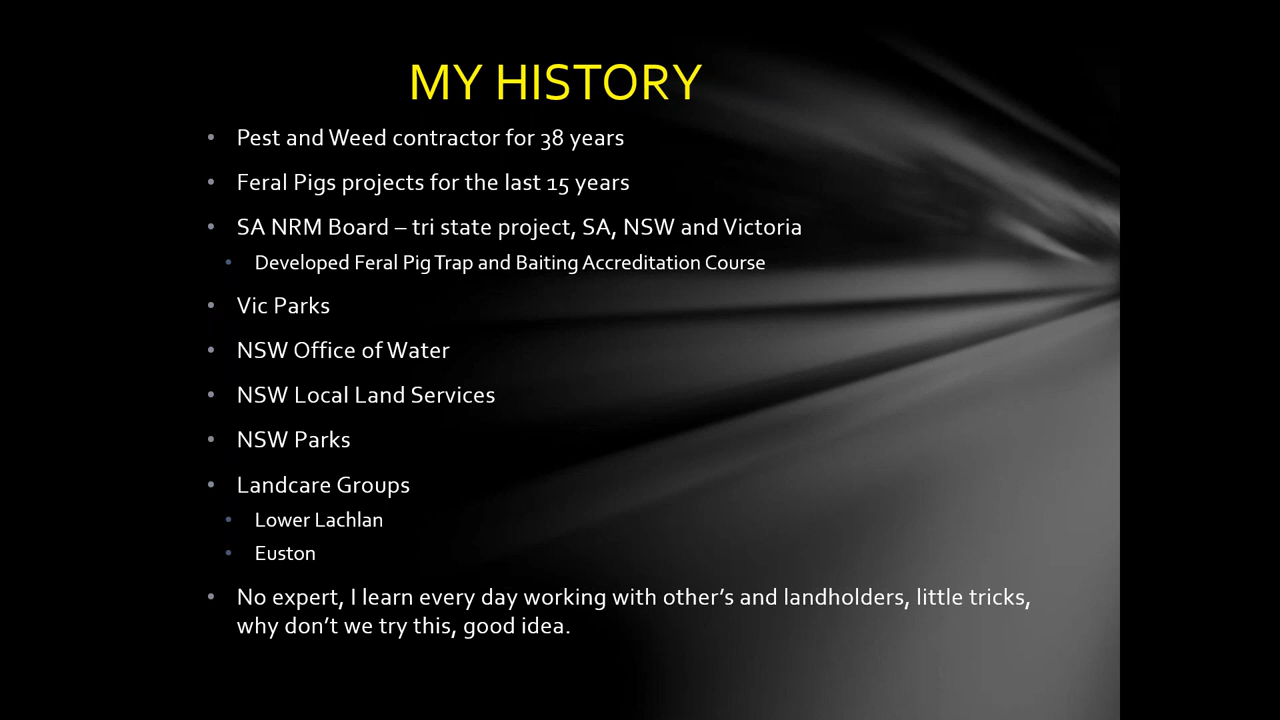 MY HISTORY
• Pest and Weed contractor for 38 years
• Feral Pigs projects for the last 15 years
• SA NRM Board – tri state project, SA, NSW and Victoria
• Developed Feral Pig Trap and Baiting Accreditation Course
• Vic Parks
• NSW Office of Water
• NSW Local Land Services
• NSW Parks
• Landcare Groups
• Lower Lachlan
• Euston
• No expert, I learn every day working with other’s and landholders, little tricks,
why don’t we try this, good idea.